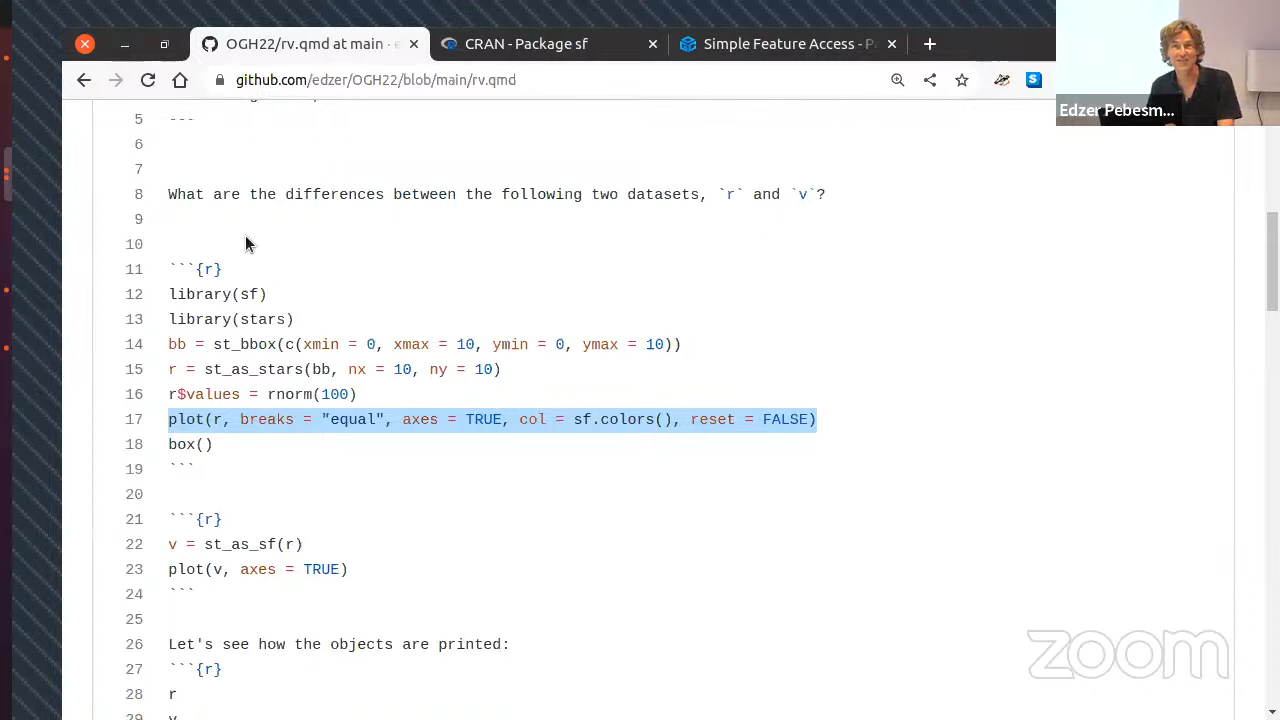 OGH22/rv.qmd at main · e
CRAN - Package sf
Simple Feature Access - Pa
github.com/edzer/OGH22/blob/main/rv.qmd
Edzer Pebesm...
5 ---
6
7
8 What are the differences between the following two datasets, `r` and `v`?
9
10
11 ```{r}
12 library(sf)
13 library(stars)
14 bb = st_bbox(c(xmin = 0, xmax = 10, ymin = 0, ymax = 10))
15 r = st_as_stars(bb, nx = 10, ny = 10)
16 r$values = rnorm(100)
17 plot(r, breaks = "equal", axes = TRUE, col = sf.colors(), reset = FALSE)
18 box()
19 ```
20
21 ```{r}
22 v = st_as_sf(r)
23 plot(v, axes = TRUE)
24 ```
25
26 Let's see how the objects are printed:
27 ```{r}
28 r
29 v
zoom